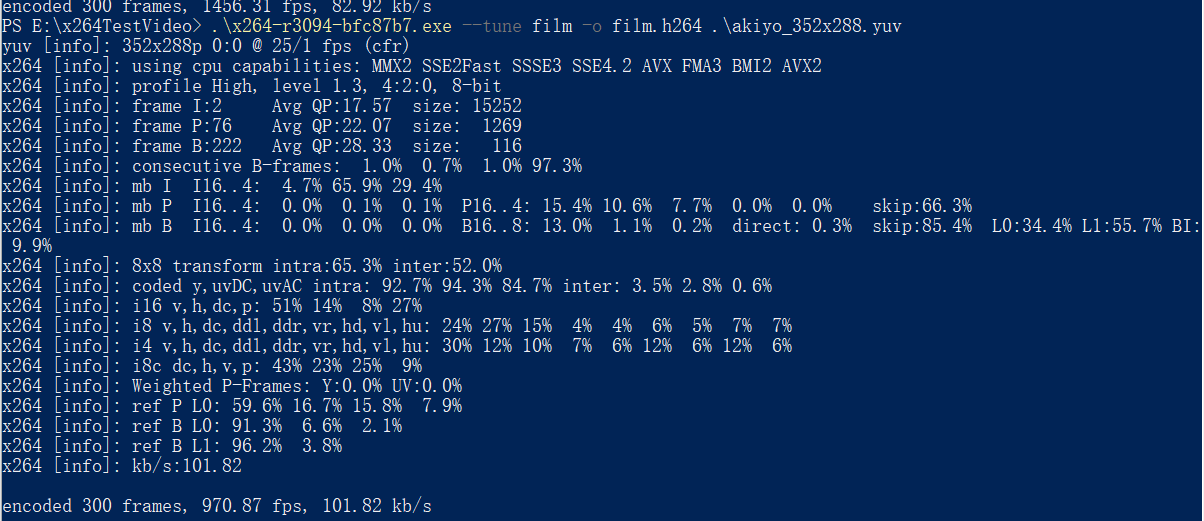 encoded 300 frames, 1456.31 fps, 82.92 kb/s
PS E:\x264TestVideo> .\x264-r3094-bfc87b7.exe --tune film -o film.h264 .\akiyo_352x288.yuv
yuv [info]: 352x288p 0:0 @ 25/1 fps (cfr)
x264 [info]: using cpu capabilities: MMX2 SSE2Fast SSSE3 SSE4.2 AVX FMA3 BMI2 AVX2
x264 [info]: profile High, level 1.3, 4:2:0, 8-bit
x264 [info]: frame I:2     Avg QP:17.57  size: 15252
x264 [info]: frame P:76    Avg QP:22.07  size:  1269
x264 [info]: frame B:222   Avg QP:28.33  size:   116
x264 [info]: consecutive B-frames:  1.0%  0.7%  1.0% 97.3%
x264 [info]: mb I  I16..4:  4.7% 65.9% 29.4%
x264 [info]: mb P  I16..4:  0.0%  0.1%  0.1%  P16..4: 15.4% 10.6%  7.7%  0.0%  0.0%    skip:66.3%
x264 [info]: mb B  I16..4:  0.0%  0.0%  0.0%  B16..8: 13.0%  1.1%  0.2%  direct: 0.3%  skip:85.4%  L0:34.4% L1:55.7% BI:
 9.9%
x264 [info]: 8x8 transform intra:65.3% inter:52.0%
x264 [info]: coded y,uvDC,uvAC intra: 92.7% 94.3% 84.7% inter: 3.5% 2.8% 0.6%
x264 [info]: i16 v,h,dc,p: 51% 14%  8% 27%
x264 [info]: i8 v,h,dc,ddl,ddr,vr,hd,vl,hu: 24% 27% 15%  4%  4%  6%  5%  7%  7%
x264 [info]: i4 v,h,dc,ddl,ddr,vr,hd,vl,hu: 30% 12% 10%  7%  6% 12%  6% 12%  6%
x264 [info]: i8c dc,h,v,p: 43% 23% 25%  9%
x264 [info]: Weighted P-Frames: Y:0.0% UV:0.0%
x264 [info]: ref P L0: 59.6% 16.7% 15.8%  7.9%
x264 [info]: ref B L0: 91.3%  6.6%  2.1%
x264 [info]: ref B L1: 96.2%  3.8%
x264 [info]: kb/s:101.82
encoded 300 frames, 970.87 fps, 101.82 kb/s